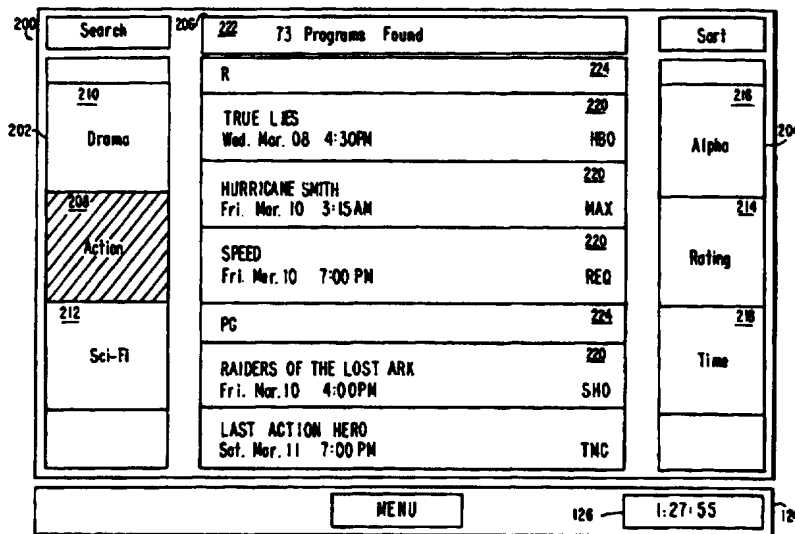 200
Search
206
222 73 Programs Found
Sort
R 224
202
210
Drama
TRUE LIES 220
Wed. Mar. 08 4:30PM HBO
216
Alpha
208
Action
HURRICANE SMITH 220
Fri. Mar. 10 3:15AM MAX
214
Rating
SPEED 220
Fri. Mar. 10 7:00 PM REQ
PG 224
212
Sci-Fi
RAIDERS OF THE LOST ARK 220
Fri. Mar. 10 4:00PM SHO
218
Time
LAST ACTION HERO
Sat. Mar. 11 7:00 PM TMC
MENU
126
1:27:55